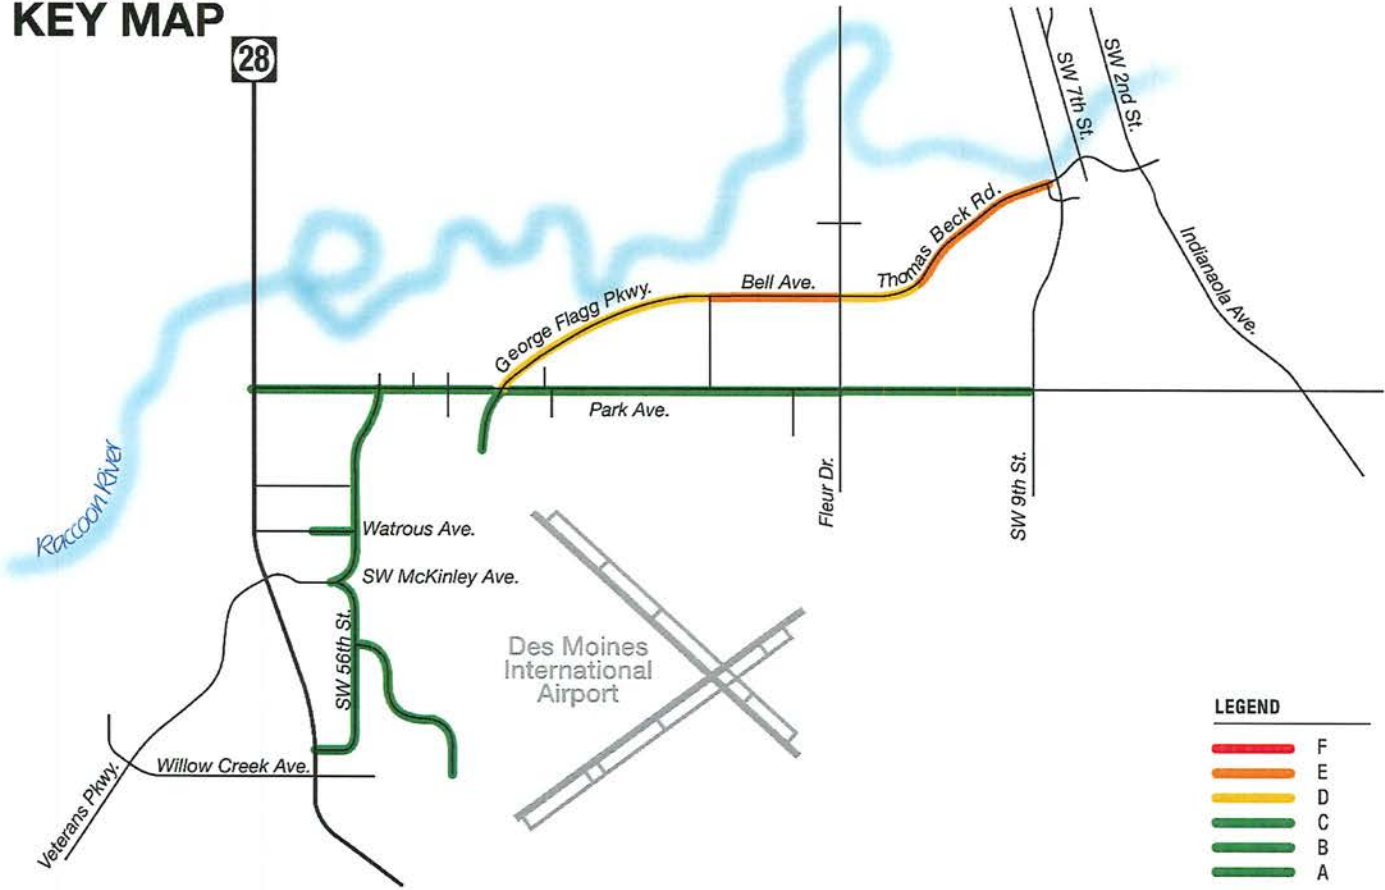 KEY MAP
28
SW 7th St.
SW 2nd St.
Thomas Beck Rd.
Indianaola Ave.
Bell Ave.
George Flagg Pkwy.
Park Ave.
Raccoon River
Fleur Dr.
SW 9th St.
Watrous Ave.
SW McKinley Ave.
SW 56th St.
Des Moines
International
Airport
Willow Creek Ave.
Veterans Pkwy.
LEGEND
F
E
D
C
B
A